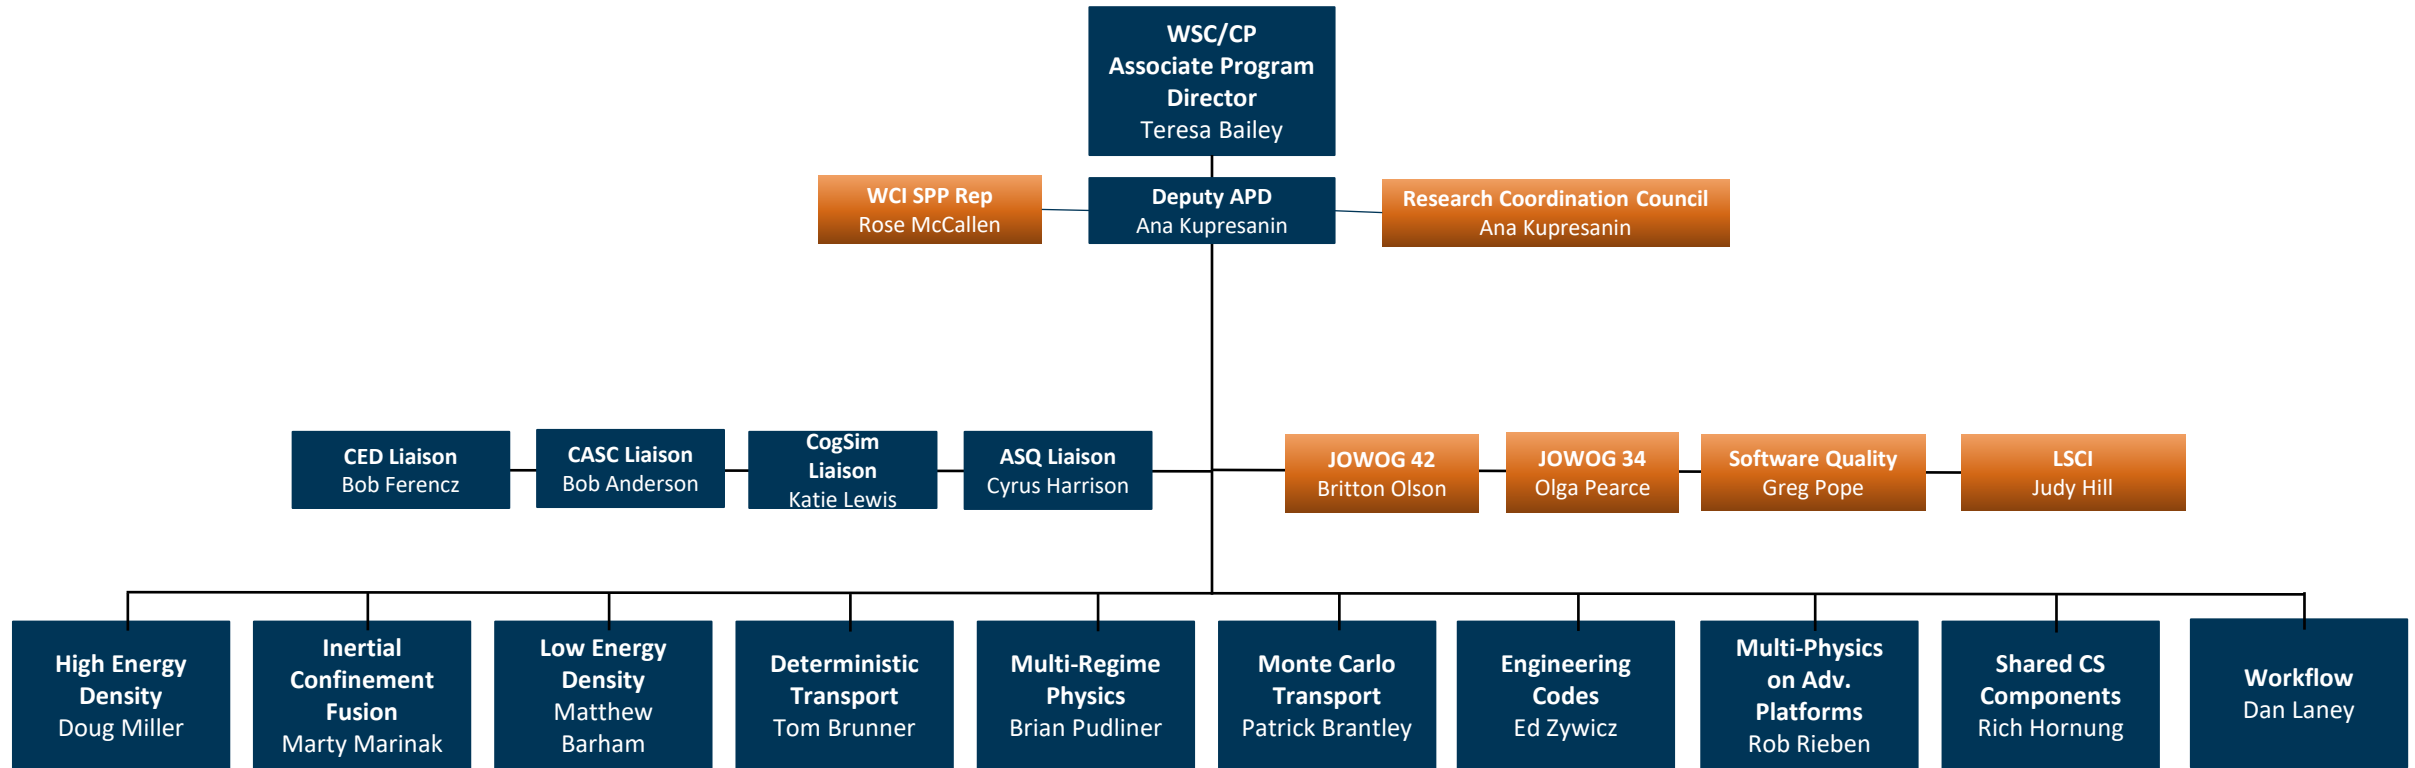 WSC/CP
Associate Program
Director
Teresa Bailey
WCI SPP Rep
Rose McCallen
Deputy APD
Ana Kupresanin
Research Coordination Council
Ana Kupresanin
CED Liaison
Bob Ferencz
CASC Liaison
Bob Anderson
CogSim
Liaison
Katie Lewis
ASQ Liaison
Cyrus Harrison
JOWOG 42
Britton Olson
JOWOG 34
Olga Pearce
Software Quality
Greg Pope
LSCI
Judy Hill
High Energy
Density
Doug Miller
Inertial
Confinement
Fusion
Marty Marinak
Low Energy
Density
Matthew
Barham
Deterministic
Transport
Tom Brunner
Multi-Regime
Physics
Brian Pudliner
Monte Carlo
Transport
Patrick Brantley
Engineering
Codes
Ed Zywicz
Multi-Physics
on Adv.
Platforms
Rob Rieben
Shared CS
Components
Rich Hornung
Workflow
Dan Laney